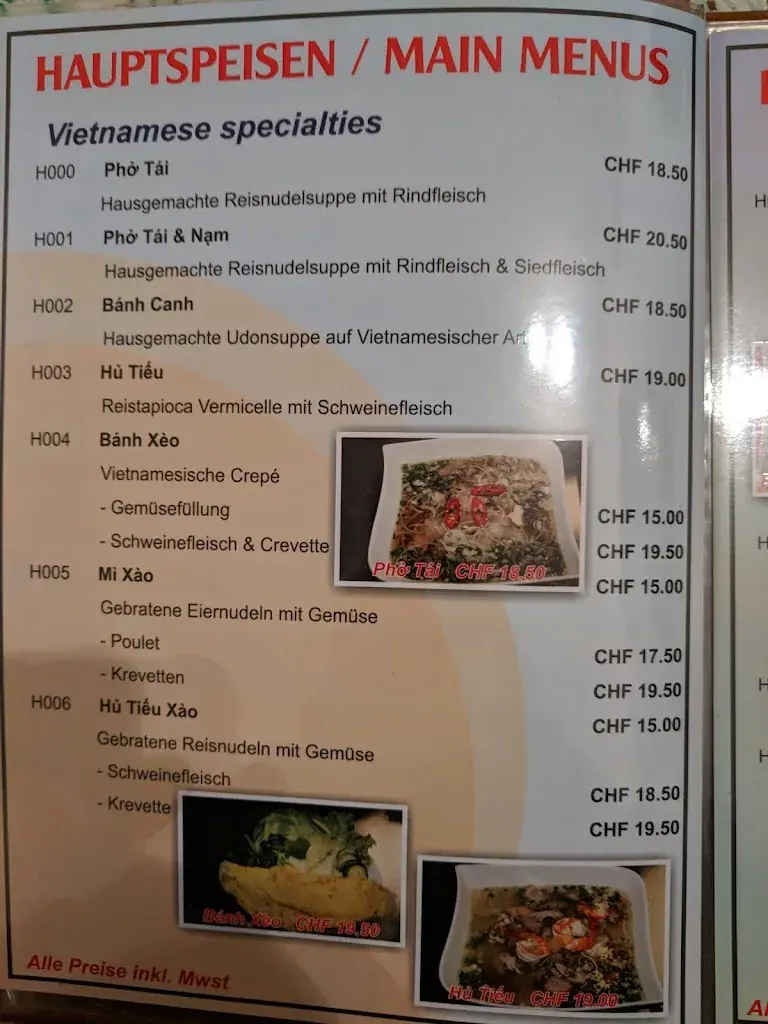 HAUPTSPEISEN / MAIN MENUS
Vietnamese specialties
H000 Phở Tái CHF 18.50
Hausgemachte Reisnudelsuppe mit Rindfleisch
H001 Phở Tái & Nạm CHF 20.50
Hausgemachte Reisnudelsuppe mit Rindfleisch & Siedfleisch
H002 Bánh Canh CHF 18.50
Hausgemachte Udonsuppe auf Vietnamesischer Art
H003 Hủ Tiếu CHF 19.00
Reistapioca Vermicelle mit Schweinefleisch
H004 Bánh Xèo
Vietnamesische Crepé
- Gemüsefüllung CHF 15.00
- Schweinefleisch & Crevette CHF 19.50
H005 Mì Xào CHF 15.00
Gebratene Eiernudeln mit Gemüse
- Poulet CHF 17.50
- Krevetten CHF 19.50
H006 Hủ Tiếu Xào CHF 15.00
Gebratene Reisnudeln mit Gemüse
- Schweinefleisch CHF 18.50
- Krevette CHF 19.50
Phở Tái CHF 18.50
Bánh Xèo CHF 19.50
Hủ Tiếu CHF 19.00
Alle Preise inkl. Mwst